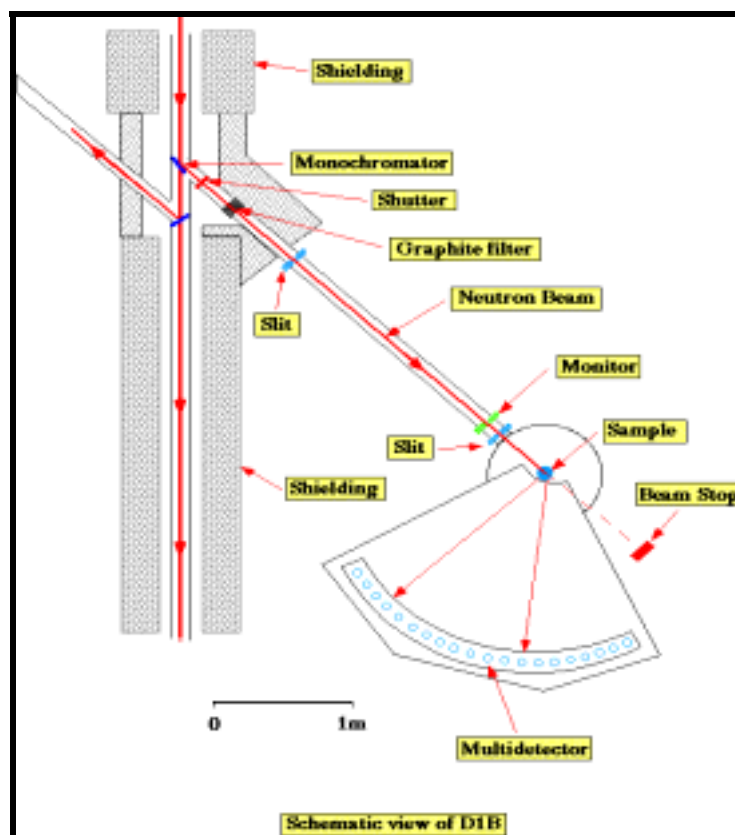 Shielding
Monochromator
Shutter
Graphite filter
Neutron Beam
Slit
Monitor
Sample
Slit
Shielding
Beam Stop
0 1m
Multidetector
Schematic view of D1B